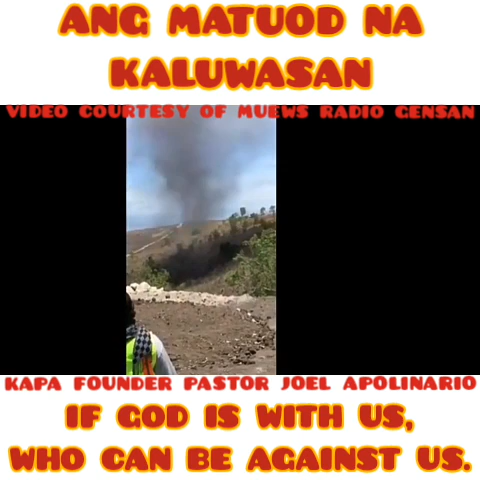 ANG MATUOD NA
KALUWASAN
VIDEO COURTESY OF MUEWS RADIO GENSAN
KAPA FOUNDER PASTOR JOEL APOLINARIO
IF GOD IS WITH US,
WHO CAN BE AGAINST US.